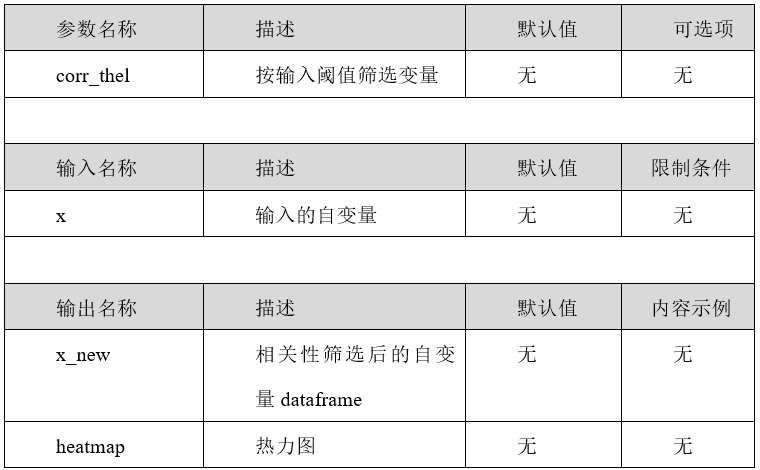 参数名称 描述 默认值 可选项
corr_thel 按输入阈值筛选变量 无 无
输入名称 描述 默认值 限制条件
x 输入的自变量 无 无
输出名称 描述 默认值 内容示例
x_new 相关性筛选后的自变 无 无
量 dataframe
heatmap 热力图 无 无